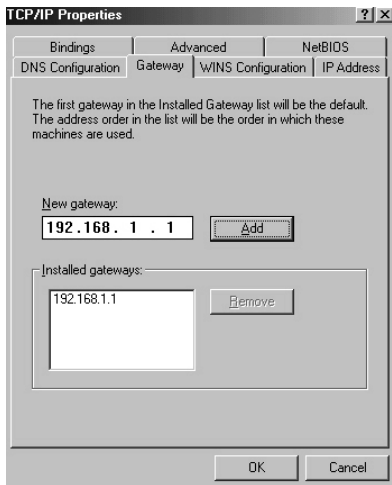 TCP/IP Properties
? X
Bindings Advanced NetBIOS
DNS Configuration Gateway WINS Configuration IP Address
The first gateway in the Installed Gateway list will be the default.
The address order in the list will be the order in which these
machines are used.
New gateway:
192.168. 1 . 1 Add
Installed gateways:
192.168.1.1 Remove
OK Cancel